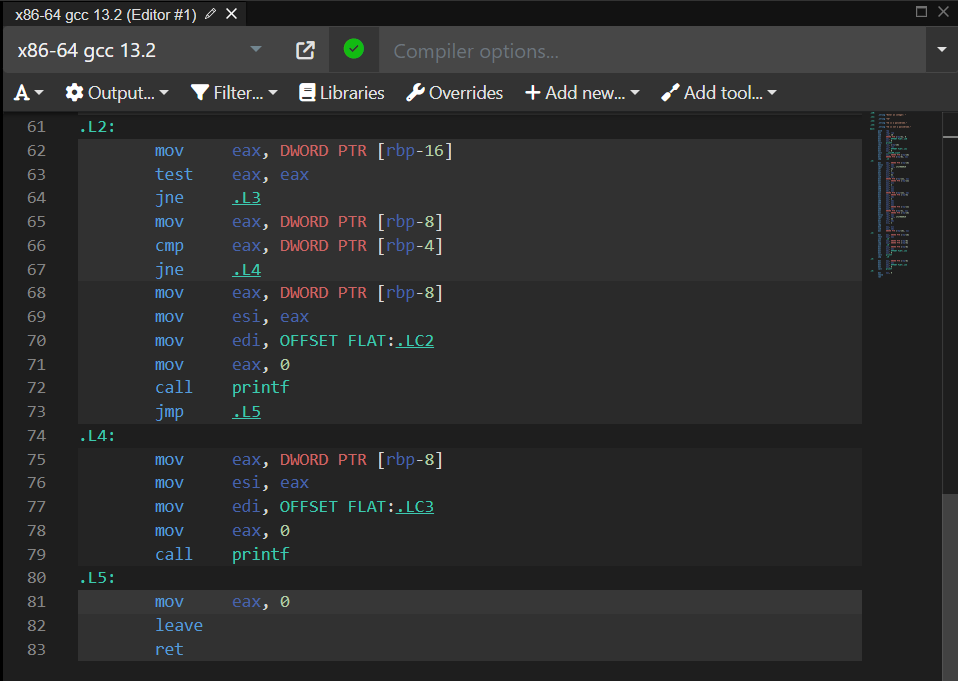 x86-64 gcc 13.2 (Editor #1)
x86-64 gcc 13.2 Compiler options...
A Output... Filter... Libraries Overrides Add new... Add tool...
61 .L2:
62 mov eax, DWORD PTR [rbp-16]
63 test eax, eax
64 jne .L3
65 mov eax, DWORD PTR [rbp-8]
66 cmp eax, DWORD PTR [rbp-4]
67 jne .L4
68 mov eax, DWORD PTR [rbp-8]
69 mov esi, eax
70 mov edi, OFFSET FLAT:.LC2
71 mov eax, 0
72 call printf
73 jmp .L5
74 .L4:
75 mov eax, DWORD PTR [rbp-8]
76 mov esi, eax
77 mov edi, OFFSET FLAT:.LC3
78 mov eax, 0
79 call printf
80 .L5:
81 mov eax, 0
82 leave
83 ret